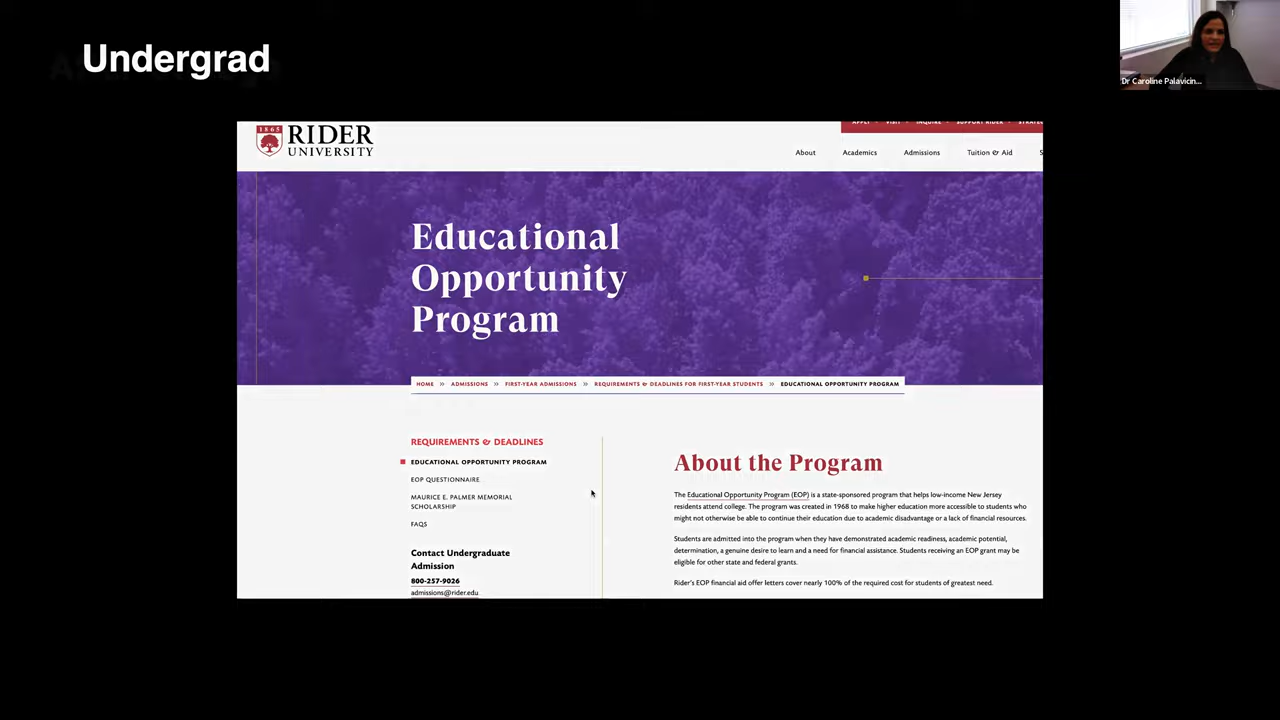 Undergrad
Dr Caroline Palavicin...
1865
RIDER
UNIVERSITY
APPLY VISIT INQUIRE SUPPORT RIDER
About Academics Admissions Tuition & Aid S
Educational
Opportunity
Program
HOME » ADMISSIONS » FIRST-YEAR ADMISSIONS » REQUIREMENTS & DEADLINES FOR FIRST-YEAR STUDENTS » EDUCATIONAL OPPORTUNITY PROGRAM
REQUIREMENTS & DEADLINES
EDUCATIONAL OPPORTUNITY PROGRAM
EOP QUESTIONNAIRE
MAURICE E. PALMER MEMORIAL
SCHOLARSHIP
FAQS
Contact Undergraduate
Admission
800-257-9026
admissions@rider.edu
About the Program
The Educational Opportunity Program (EOP) is a state-sponsored program that helps low-income New Jersey
residents attend college. The program was created in 1968 to make higher education more accessible to students who
might not otherwise be able to continue their education due to academic disadvantage or a lack of financial resources.
Students are admitted into the program when they have demonstrated academic readiness, academic potential,
determination, a genuine desire to learn and a need for financial assistance. Students receiving an EOP grant may be
eligible for other state and federal grants.
Rider's EOP financial aid offer letters cover nearly 100% of the required cost for students of greatest need.